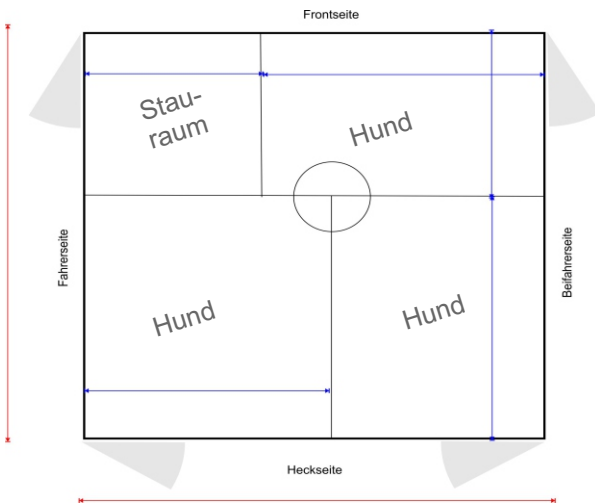 Frontseite
Stau-
raum
Hund
Fahrerseite
Beifahrerseite
Hund
Hund
Heckseite